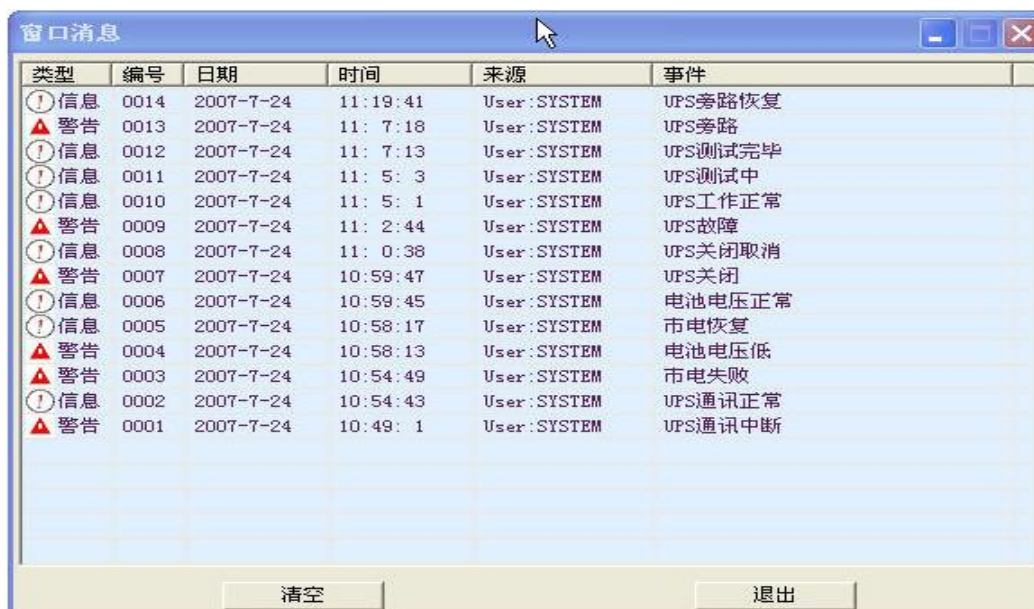 窗口消息
类型 编号 日期 时间 来源 事件
信息 0014 2007-7-24 11:19:41 User:SYSTEM UPS旁路恢复
警告 0013 2007-7-24 11: 7:18 User:SYSTEM UPS旁路
信息 0012 2007-7-24 11: 7:13 User:SYSTEM UPS测试完毕
信息 0011 2007-7-24 11: 5: 3 User:SYSTEM UPS测试中
信息 0010 2007-7-24 11: 5: 1 User:SYSTEM UPS工作正常
警告 0009 2007-7-24 11: 2:44 User:SYSTEM UPS故障
信息 0008 2007-7-24 11: 0:38 User:SYSTEM UPS关闭取消
警告 0007 2007-7-24 10:59:47 User:SYSTEM UPS关闭
信息 0006 2007-7-24 10:59:45 User:SYSTEM 电池电压正常
信息 0005 2007-7-24 10:58:17 User:SYSTEM 市电恢复
警告 0004 2007-7-24 10:58:13 User:SYSTEM 电池电压低
警告 0003 2007-7-24 10:54:49 User:SYSTEM 市电失败
信息 0002 2007-7-24 10:54:43 User:SYSTEM UPS通讯正常
警告 0001 2007-7-24 10:49: 1 User:SYSTEM UPS通讯中断
清空 退出